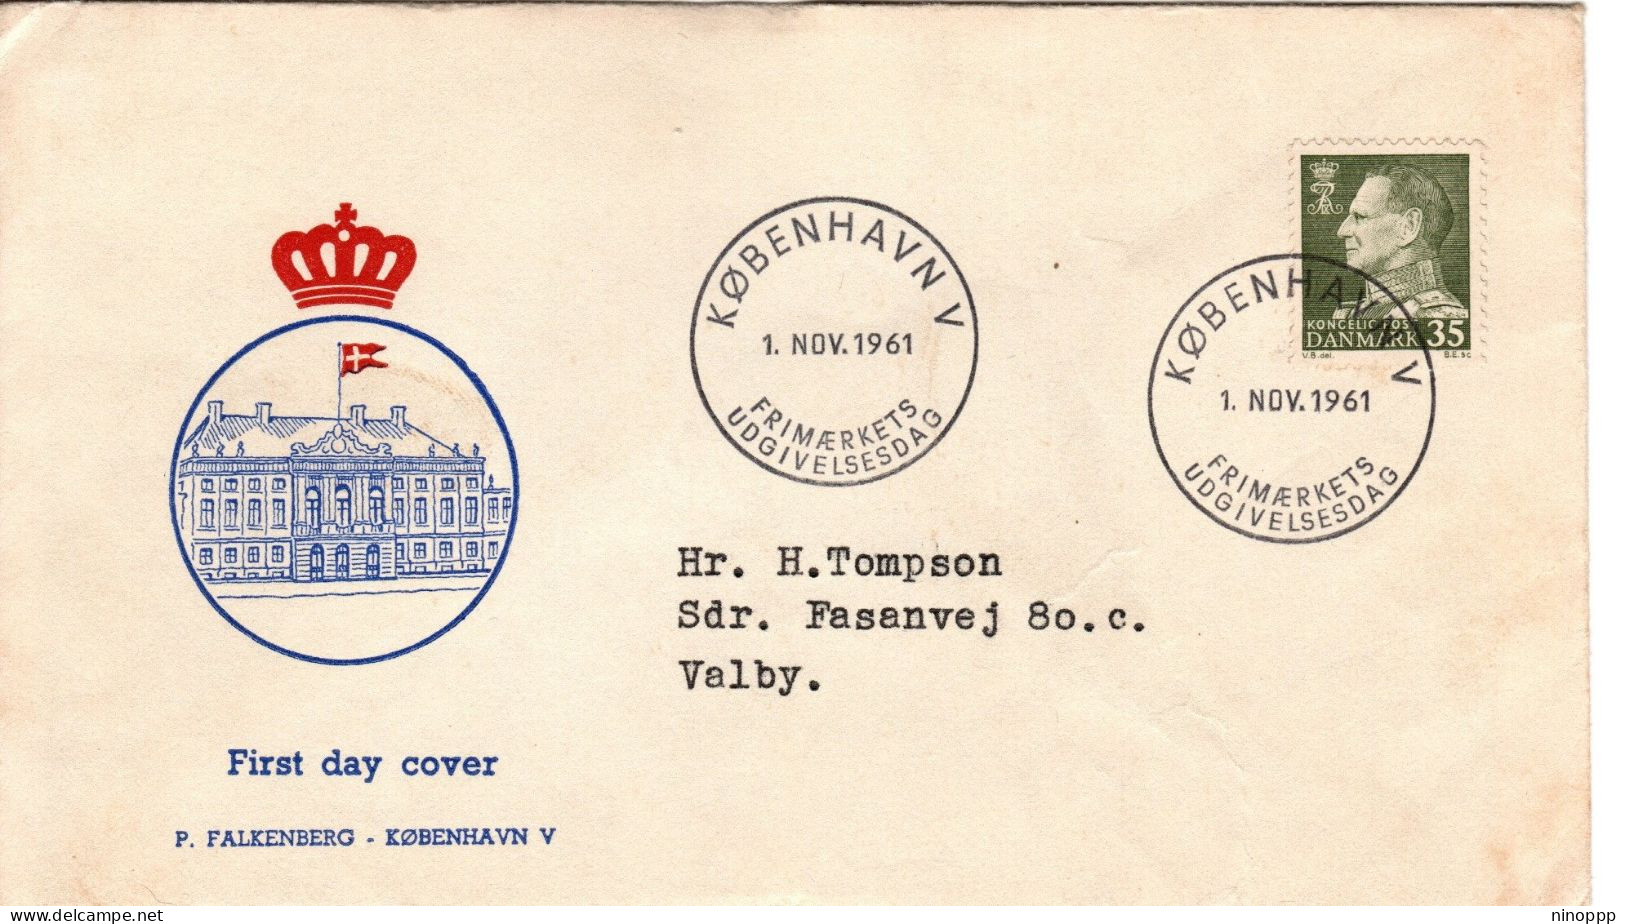 KØBENHAVN V
1. NOV. 1961
FRIMÆRKETS
UDGIVELSESDAG
KONGELIG POST
DANMARK 35
V.B. del. B.E. sc
KØBENHAVN V
1. NOV. 1961
FRIMÆRKETS
UDGIVELSESDAG
Hr. H.Tompson
Sdr. Fasanvej 8o.c.
Valby.
First day cover
P. FALKENBERG - KØBENHAVN V
delcampe.net
ninoppp